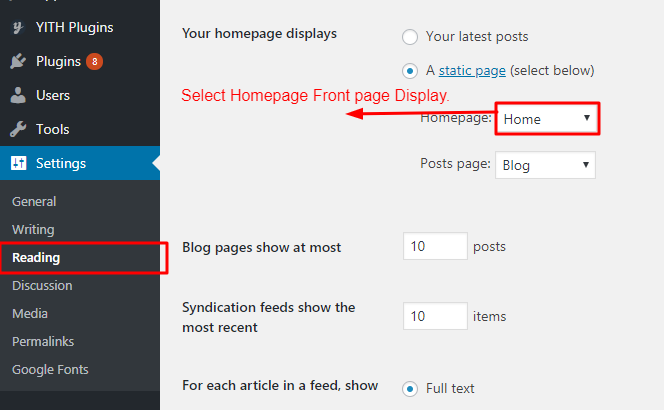 YITH Plugins
Plugins 8
Users
Tools
Settings
General
Writing
Reading
Discussion
Media
Permalinks
Google Fonts
Your homepage displays
Your latest posts
A static page (select below)
Select Homepage Front page Display.
Homepage: Home
Posts page: Blog
Blog pages show at most
10 posts
Syndication feeds show the
most recent
10 items
For each article in a feed, show
Full text